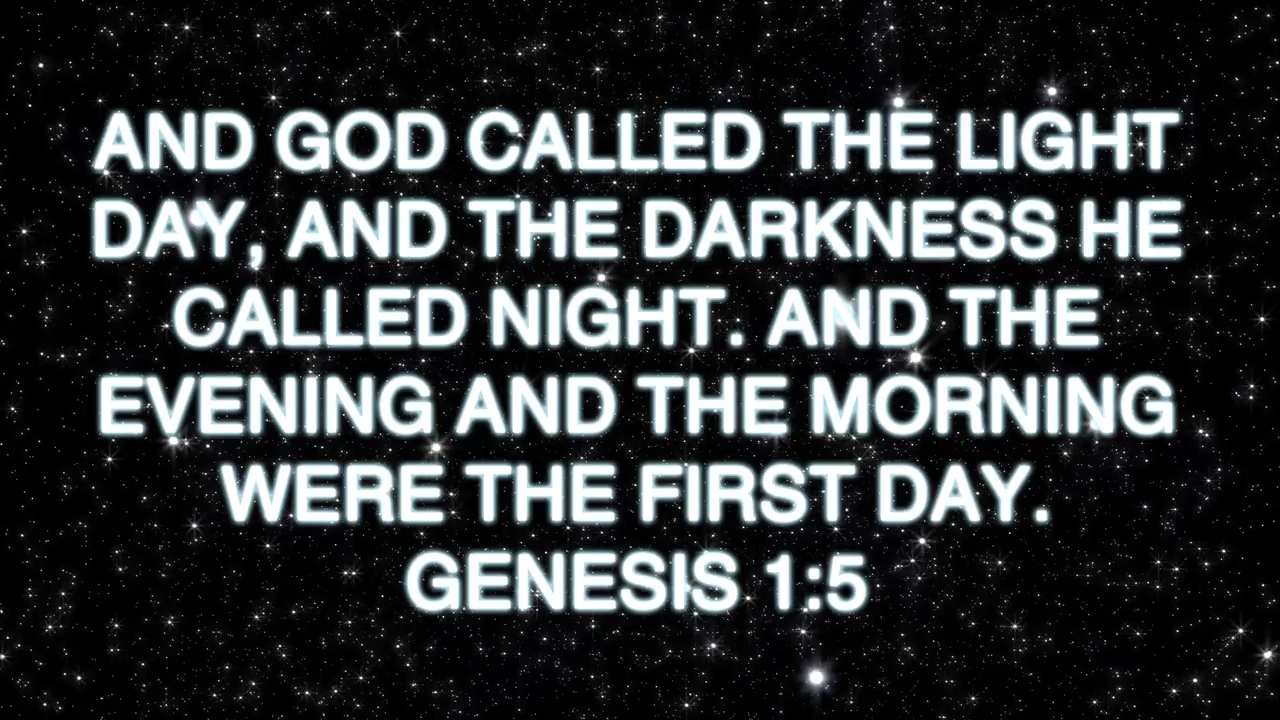 AND GOD CALLED THE LIGHT
DAY, AND THE DARKNESS HE
CALLED NIGHT. AND THE
EVENING AND THE MORNING
WERE THE FIRST DAY.
GENESIS 1:5